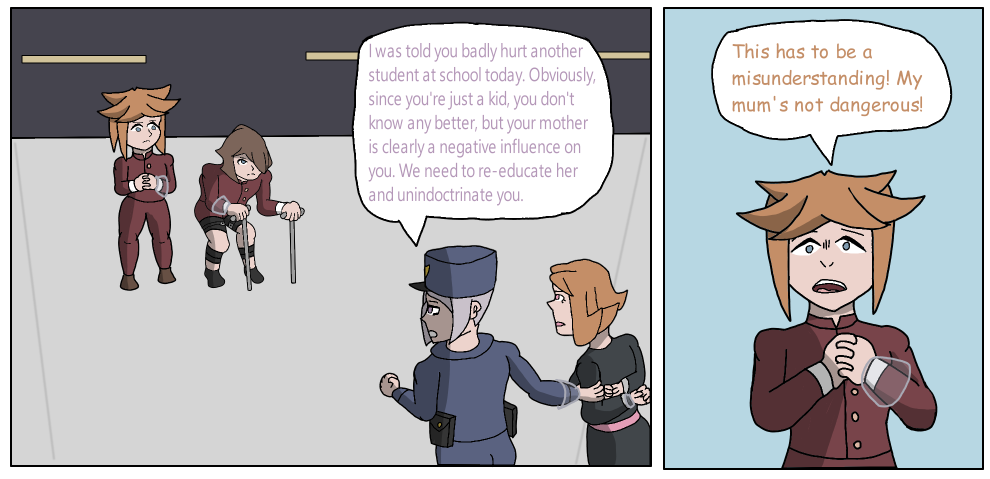 I was told you badly hurt another
student at school today. Obviously,
since you're just a kid, you don't
know any better, but your mother
is clearly a negative influence on
you. We need to re-educate her
and unindoctrinate you.
This has to be a
misunderstanding! My
mum's not dangerous!